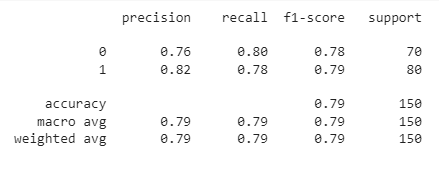 precision recall f1-score support
0 0.76 0.80 0.78 70
1 0.82 0.78 0.79 80
accuracy 0.79 150
macro avg 0.79 0.79 0.79 150
weighted avg 0.79 0.79 0.79 150